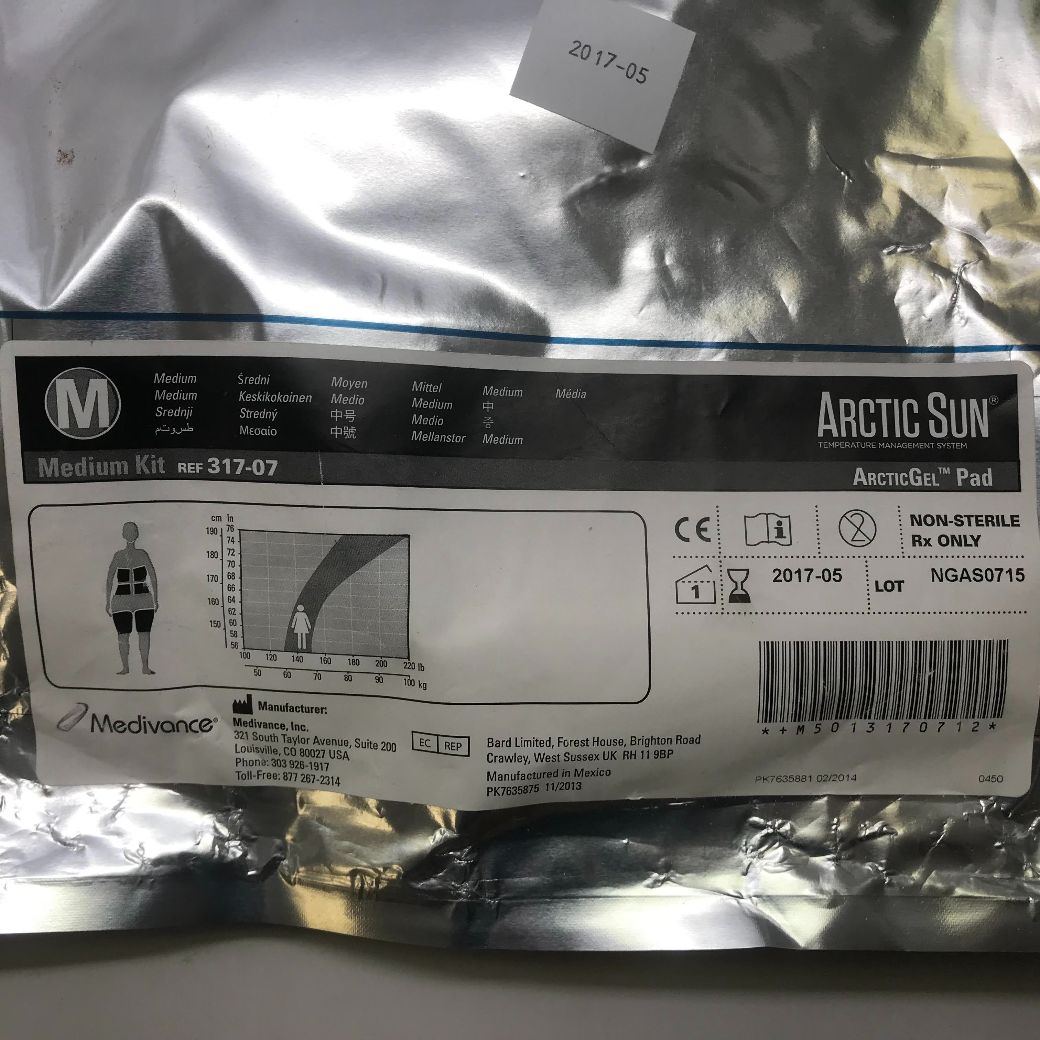 2017-05
M
Medium Średni Moyen Mittel Medium Média
Medium Keskikokoinen Medio Medium 中
Srednji Stredný 中号 Medio 중
متوسط Μεσαίο 中號 Mellanstor Medium
ARCTIC SUN®
TEMPERATURE MANAGEMENT SYSTEM
Medium Kit REF 317-07
ARCTICGEL™ Pad
cm in
190 76
74
180 72
70
170 68
66
160 64
62
150 60
58
56
100 120 140 160 180 200 220 lb
50 60 70 80 90 100 kg
CE
i
2
NON-STERILE
Rx ONLY
1
2017-05
LOT NGAS0715
*+M5013170712*
Medivance®
Manufacturer:
Medivance, Inc.
321 South Taylor Avenue, Suite 200
Louisville, CO 80027 USA
Phone: 303 926-1917
Toll-Free: 877 267-2314
EC REP
Bard Limited, Forest House, Brighton Road
Crawley, West Sussex UK RH 11 9BP
Manufactured in Mexico
PK7635875 11/2013
PK7635881 02/2014
0450